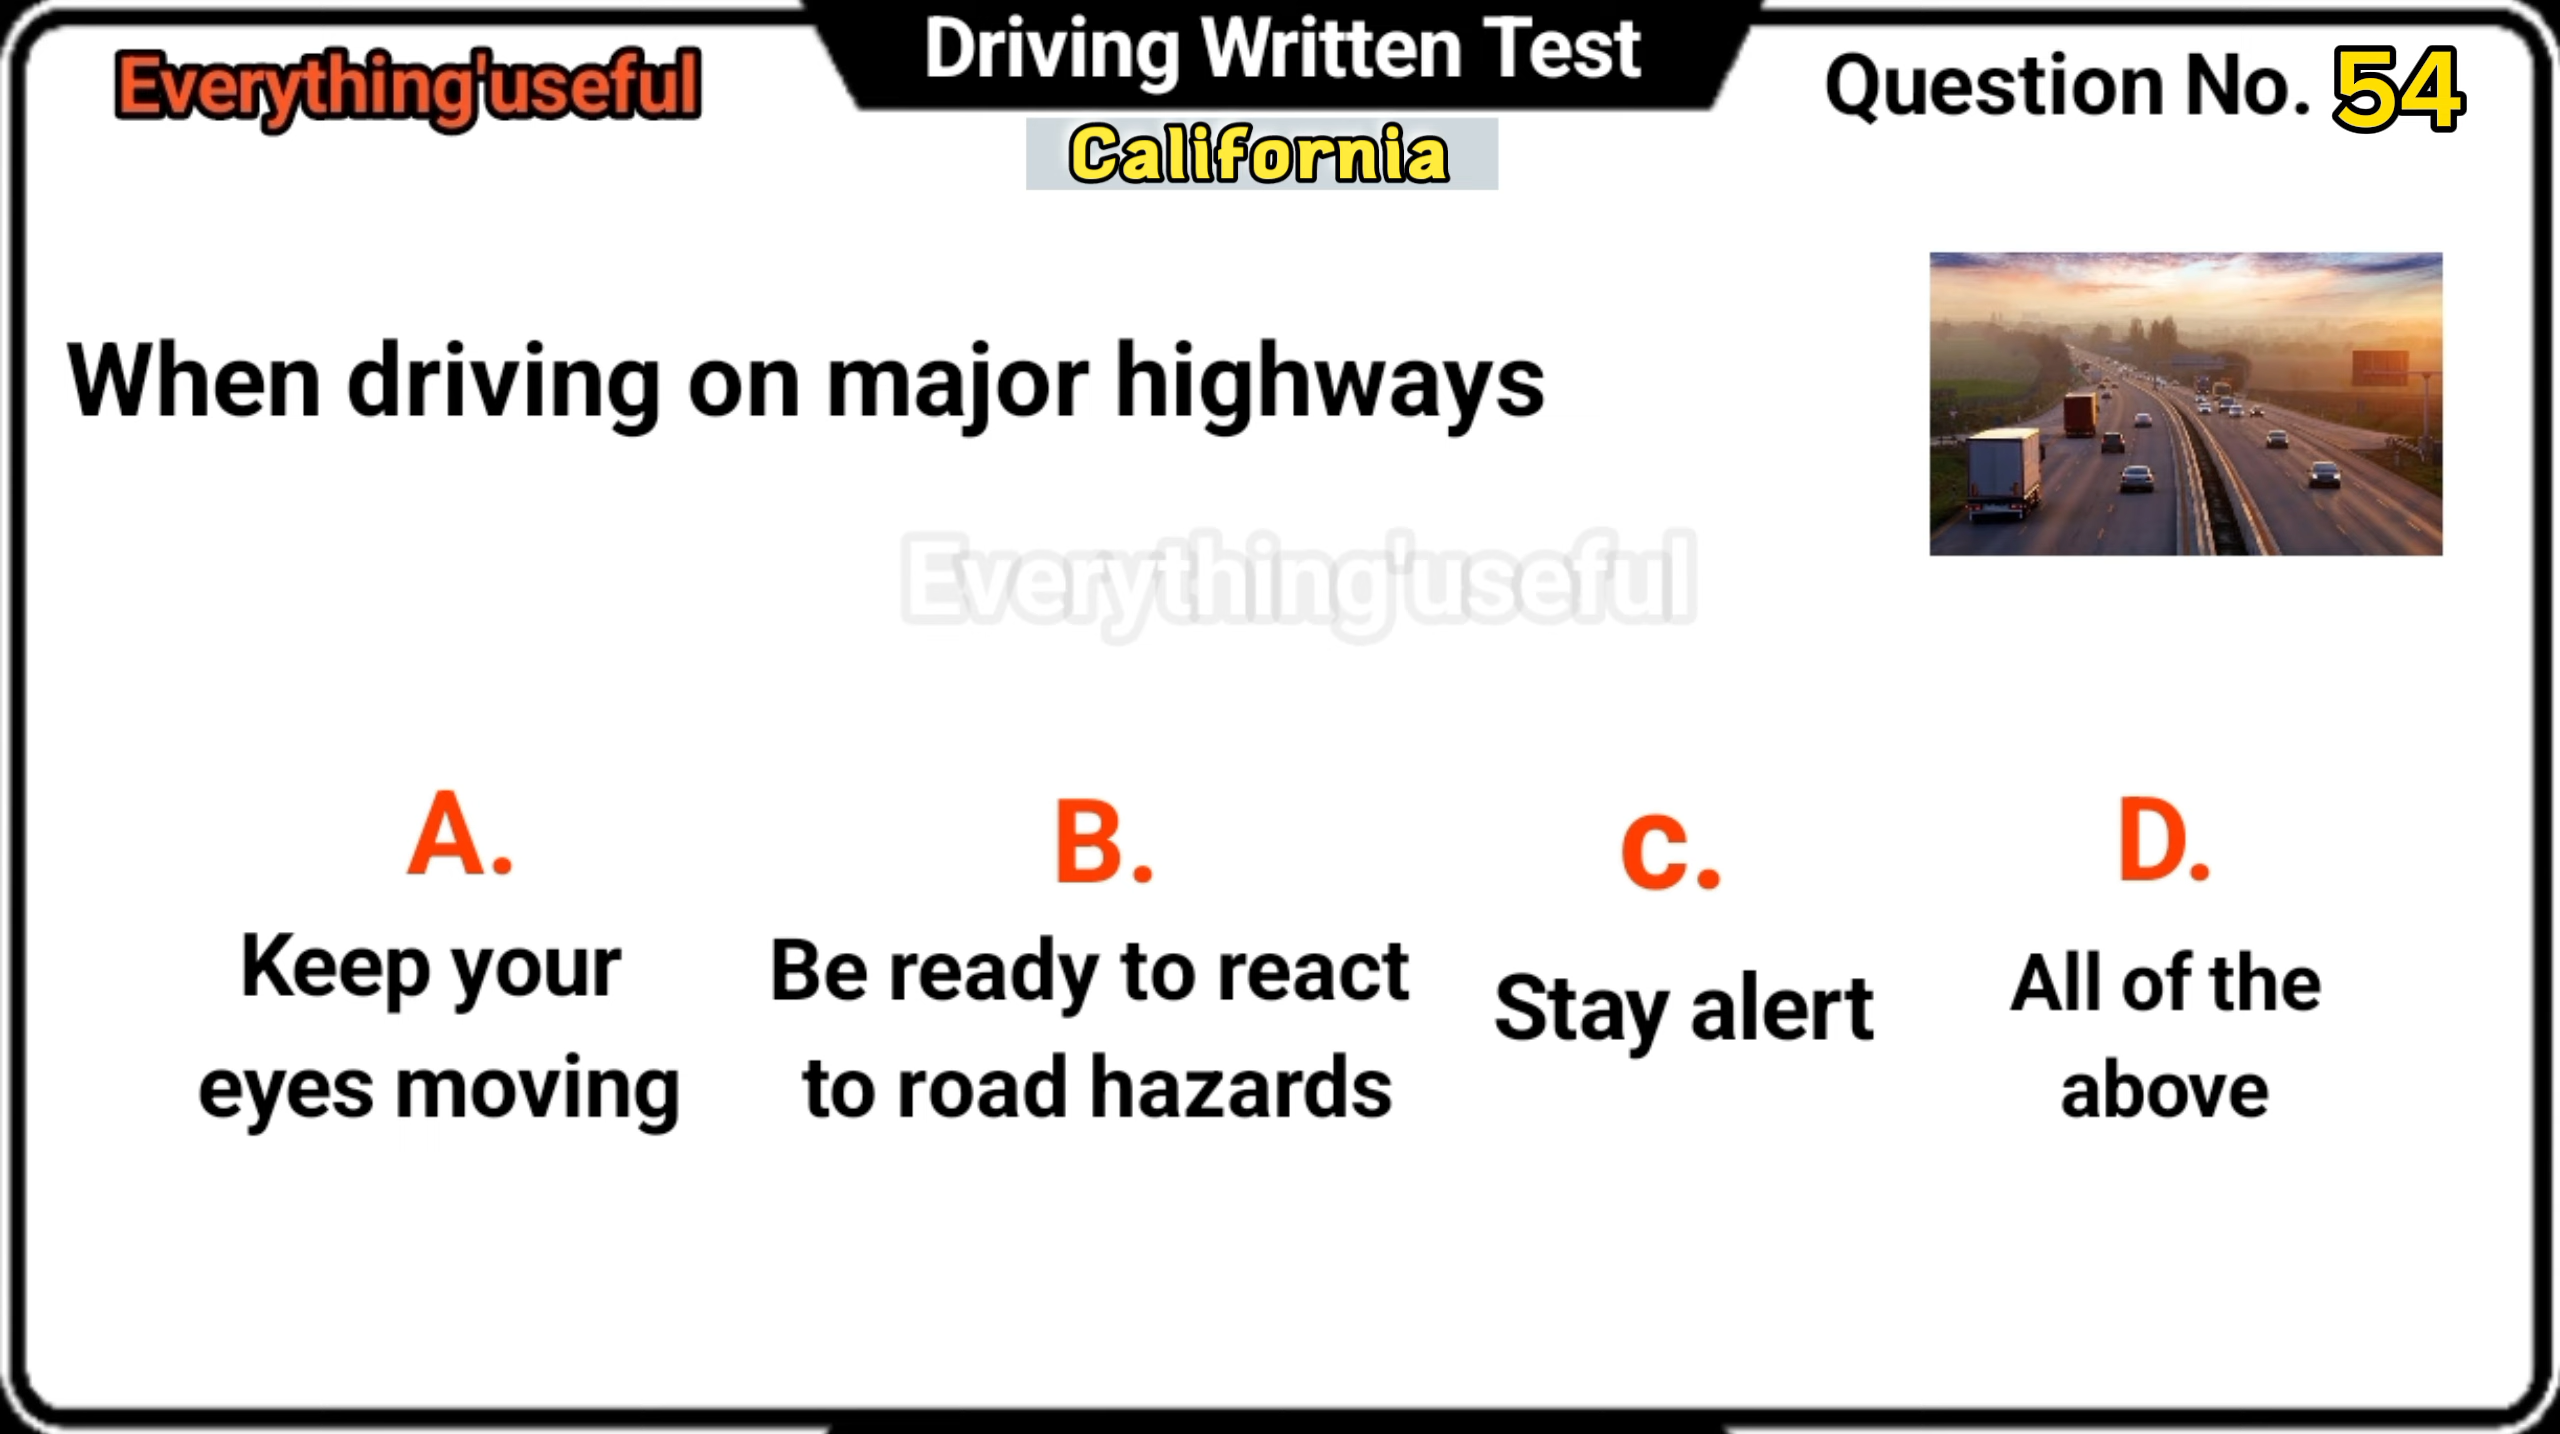 Driving Written Test
Everything'useful
Question No. 54
California
When driving on major highways
Everything'useful
A.
Keep your
eyes moving
B.
Be ready to react
to road hazards
c.
Stay alert
D.
All of the
above